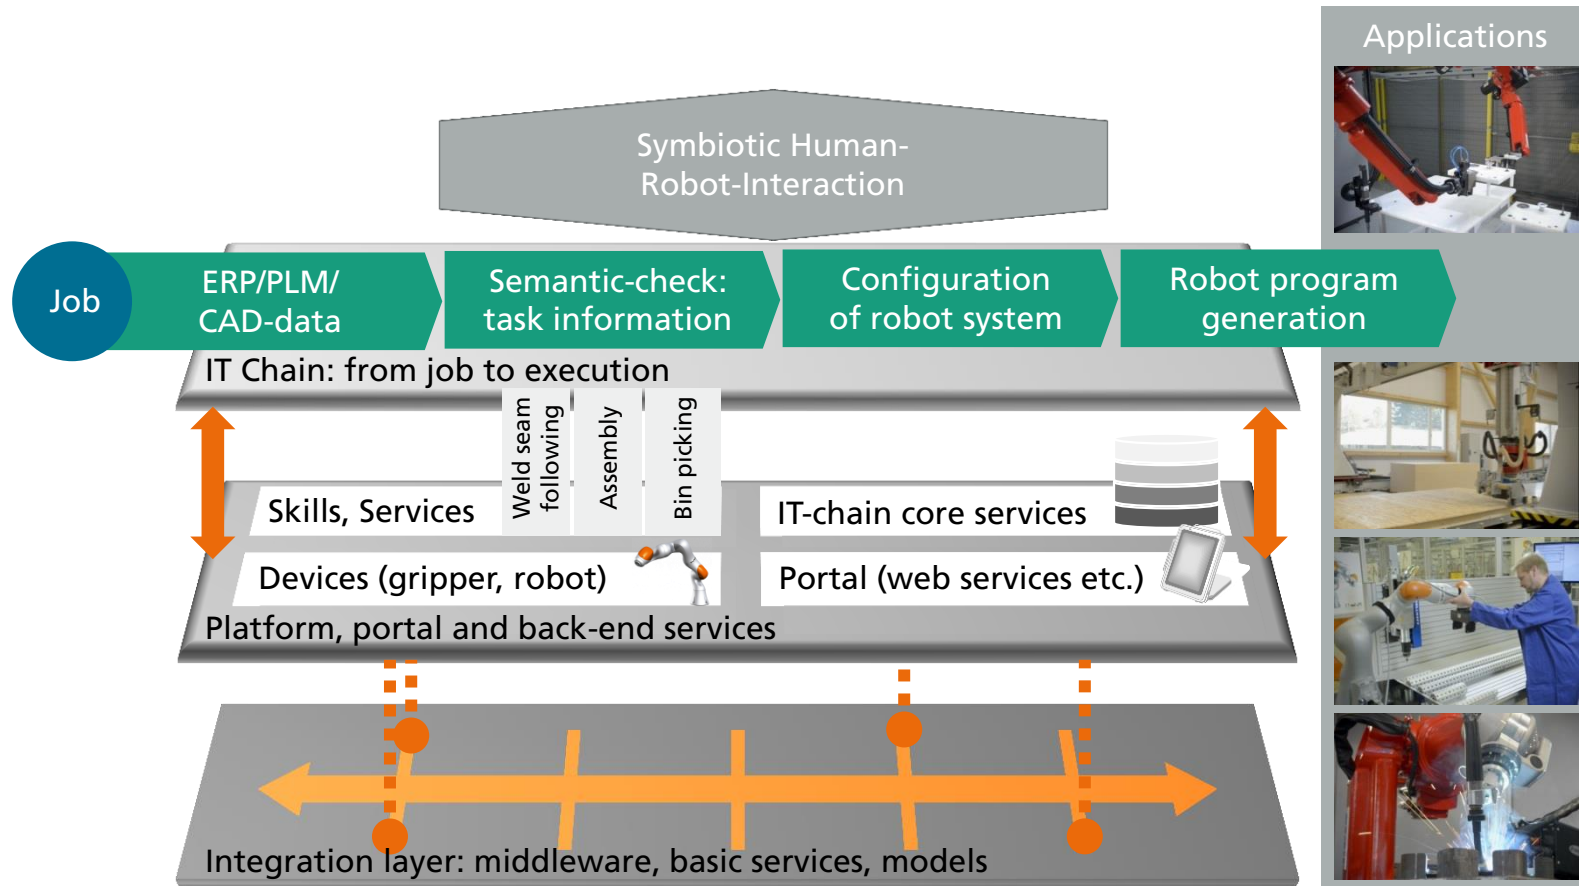 Applications
Symbiotic Human-
Robot-Interaction
Job
ERP/PLM/
CAD-data
Semantic-check:
task information
Configuration
of robot system
Robot program
generation
IT Chain: from job to execution
Weld seam
following
Assembly
Bin picking
Skills, Services
IT-chain core services
Devices (gripper, robot)
Portal (web services etc.)
Platform, portal and back-end services
Integration layer: middleware, basic services, models